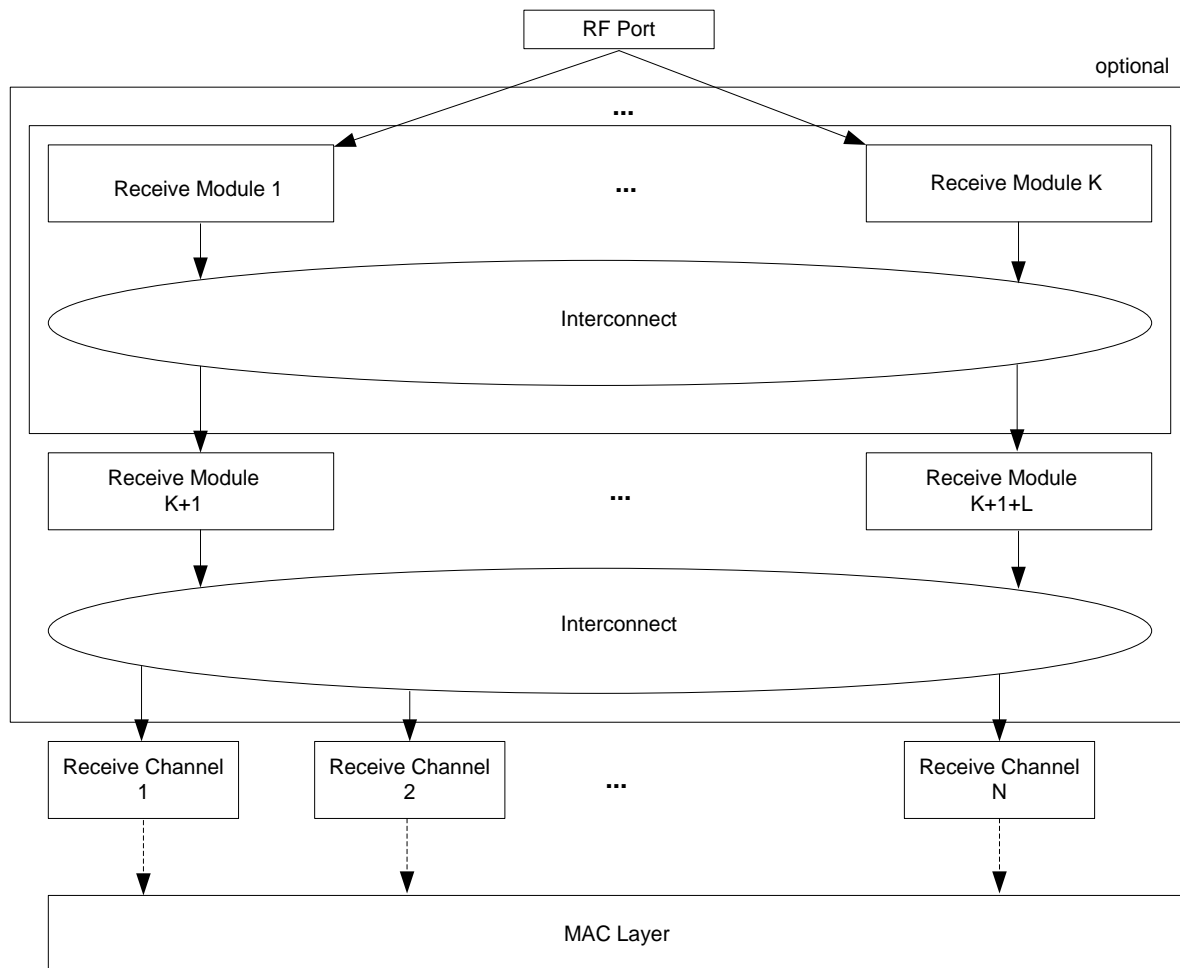 RF Port
optional
...
Receive Module 1
...
Receive Module K
Interconnect
Receive Module
K+1
...
Receive Module
K+1+L
Interconnect
Receive Channel
1
Receive Channel
2
...
Receive Channel
N
MAC Layer